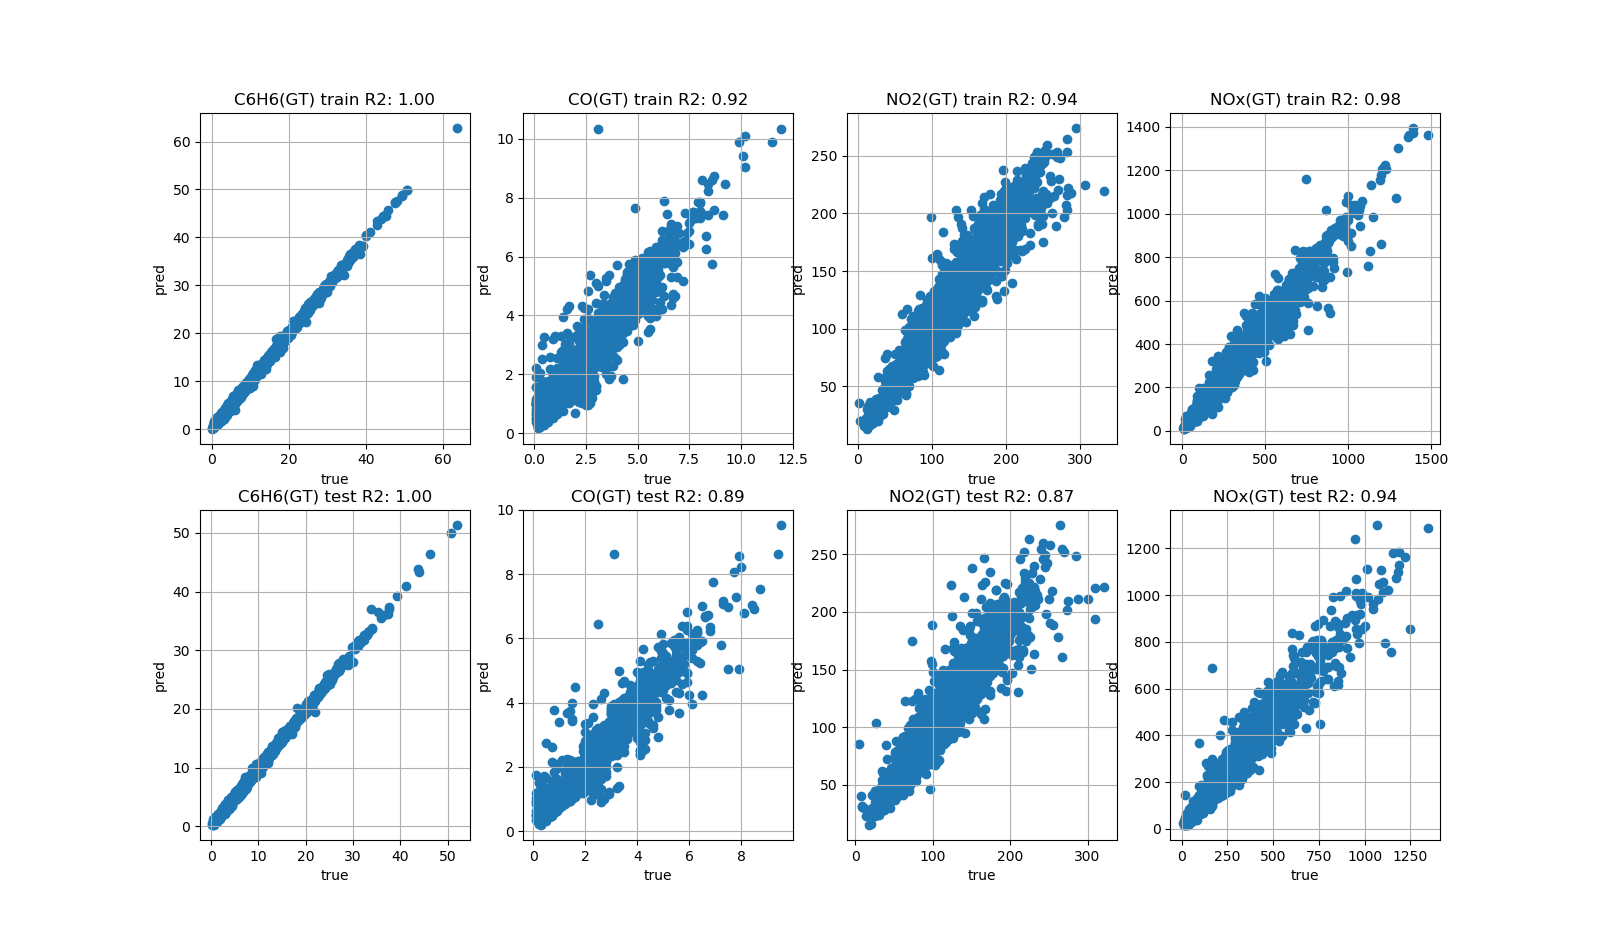 C6H6(GT) train R2: 1.00
60
50
40
30
20
10
0
pred
0 20 40 60
true
CO(GT) train R2: 0.92
10
8
6
4
2
0
pred
0.0 2.5 5.0 7.5 10.0 12.5
true
NO2(GT) train R2: 0.94
250
200
150
100
50
pred
0 100 200 300
true
NOx(GT) train R2: 0.98
1400
1200
1000
800
600
400
200
0
pred
0 500 1000 1500
true
C6H6(GT) test R2: 1.00
50
40
30
20
10
0
pred
0 10 20 30 40 50
true
CO(GT) test R2: 0.89
10
8
6
4
2
0
pred
0 2 4 6 8
true
NO2(GT) test R2: 0.87
250
200
150
100
50
pred
0 100 200 300
true
NOx(GT) test R2: 0.94
1200
1000
800
600
400
200
0
pred
0 250 500 750 1000 1250
true